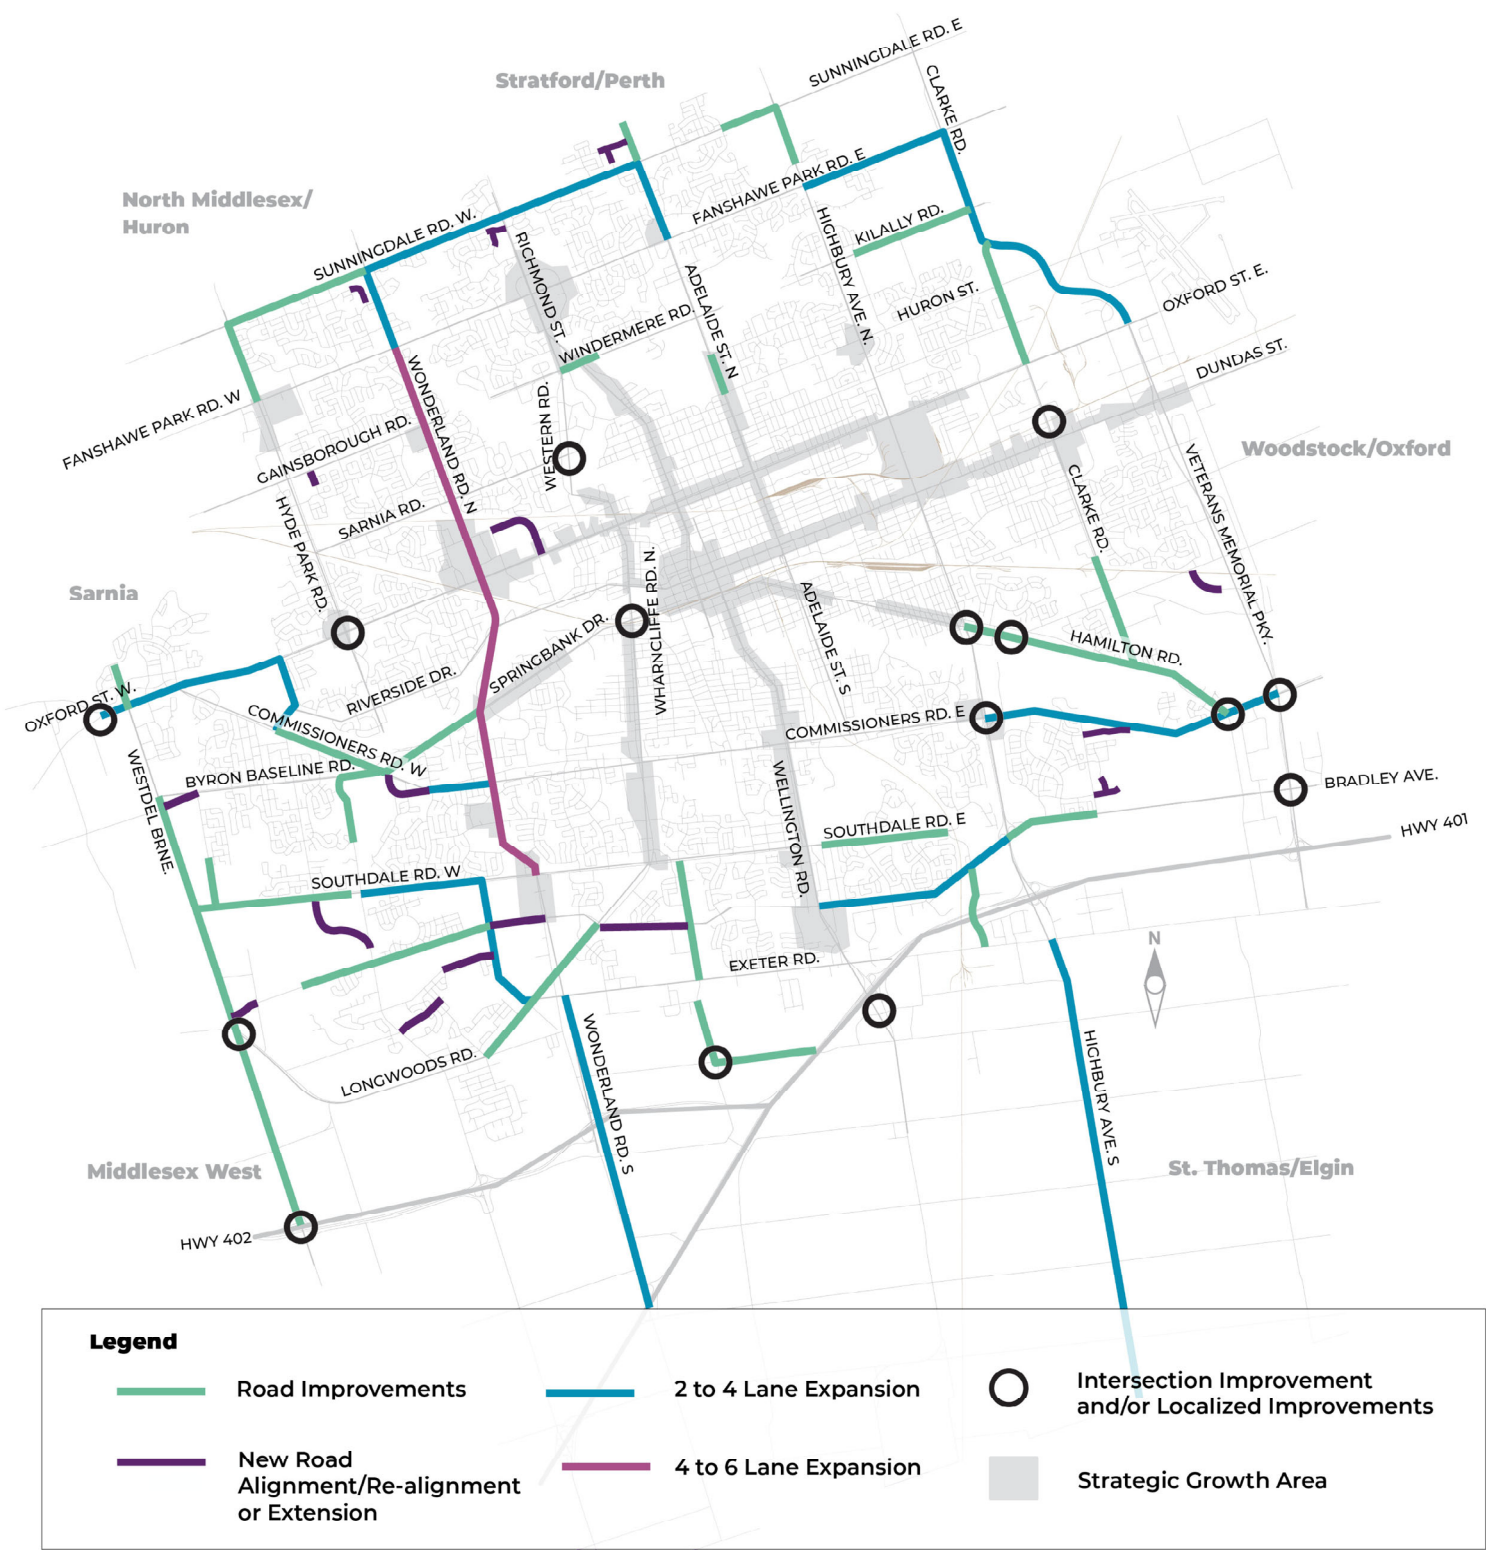 SUNNINGDALE RD. E
Stratford/Perth
CLARKE RD.
North Middlesex/
Huron
FANSHAWE PARK RD. E
SUNNINGDALE RD. W.
KILALLY RD.
HIGHBURY AVE. N.
RICHMOND ST.
ADELAIDE ST. N
HURON ST.
OXFORD ST. E.
WINDERMERE RD.
DUNDAS ST.
WONDERLAND RD. N
WESTERN RD.
FANSHAWE PARK RD. W
GAINSBOROUGH RD.
Woodstock/Oxford
VETERANS MEMORIAL PKY.
CLARKE RD.
HYDE PARK RD.
SARNIA RD.
Sarnia
WHARNCLIFFE RD. N.
ADELAIDE ST. S
SPRINGBANK DR.
HAMILTON RD.
RIVERSIDE DR.
OXFORD ST. W.
COMMISSIONERS RD. W
COMMISSIONERS RD. E
WESTDEL BRNE.
BYRON BASELINE RD.
WELLINGTON RD.
BRADLEY AVE.
SOUTHDALE RD. E
HWY 401
SOUTHDALE RD. W
EXETER RD.
N
WONDERLAND RD. S
HIGHBURY AVE. S
LONGWOODS RD.
Middlesex West
St. Thomas/Elgin
HWY 402
Legend
Road Improvements
2 to 4 Lane Expansion
Intersection Improvement
and/or Localized Improvements
New Road
Alignment/Re-alignment
or Extension
4 to 6 Lane Expansion
Strategic Growth Area